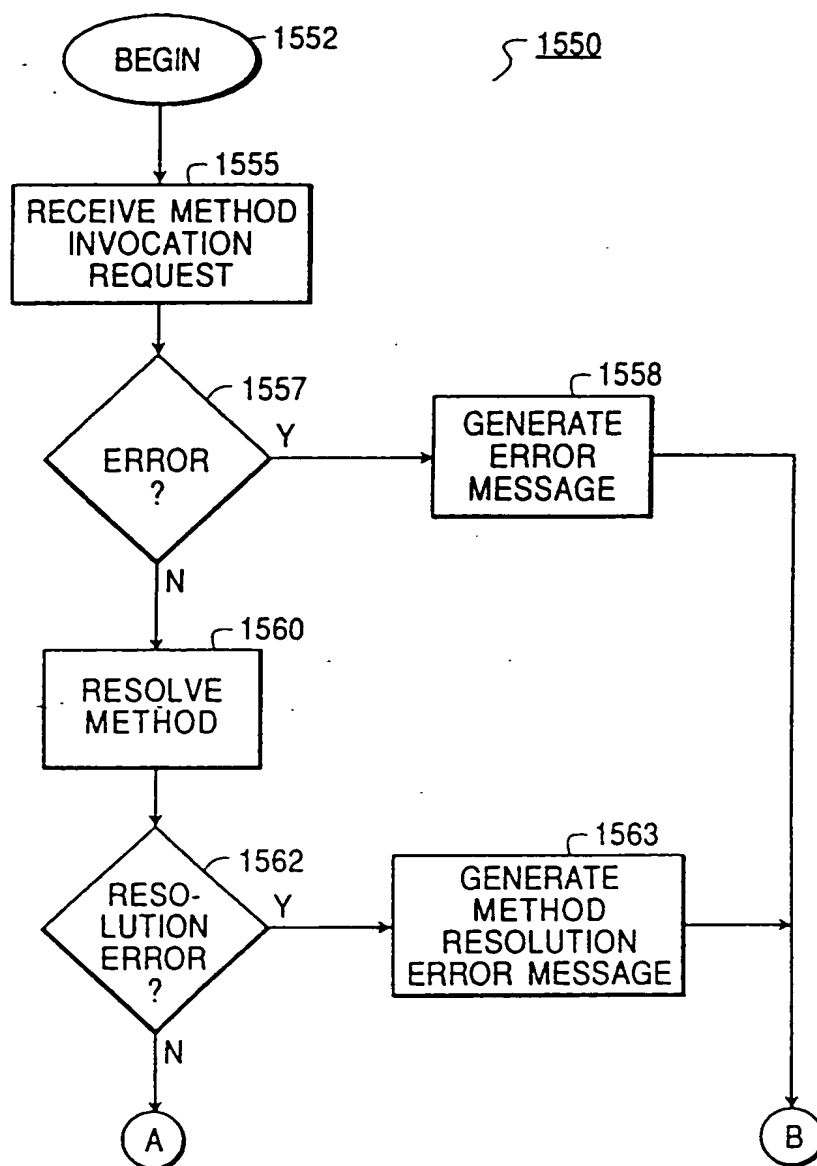 BEGIN
1552
1550
1555
RECEIVE METHOD
INVOCATION
REQUEST
1557
ERROR
?
Y
N
1558
GENERATE
ERROR
MESSAGE
1560
RESOLVE
METHOD
1562
RESO-
LUTION
ERROR
?
Y
N
1563
GENERATE
METHOD
RESOLUTION
ERROR MESSAGE
A
B